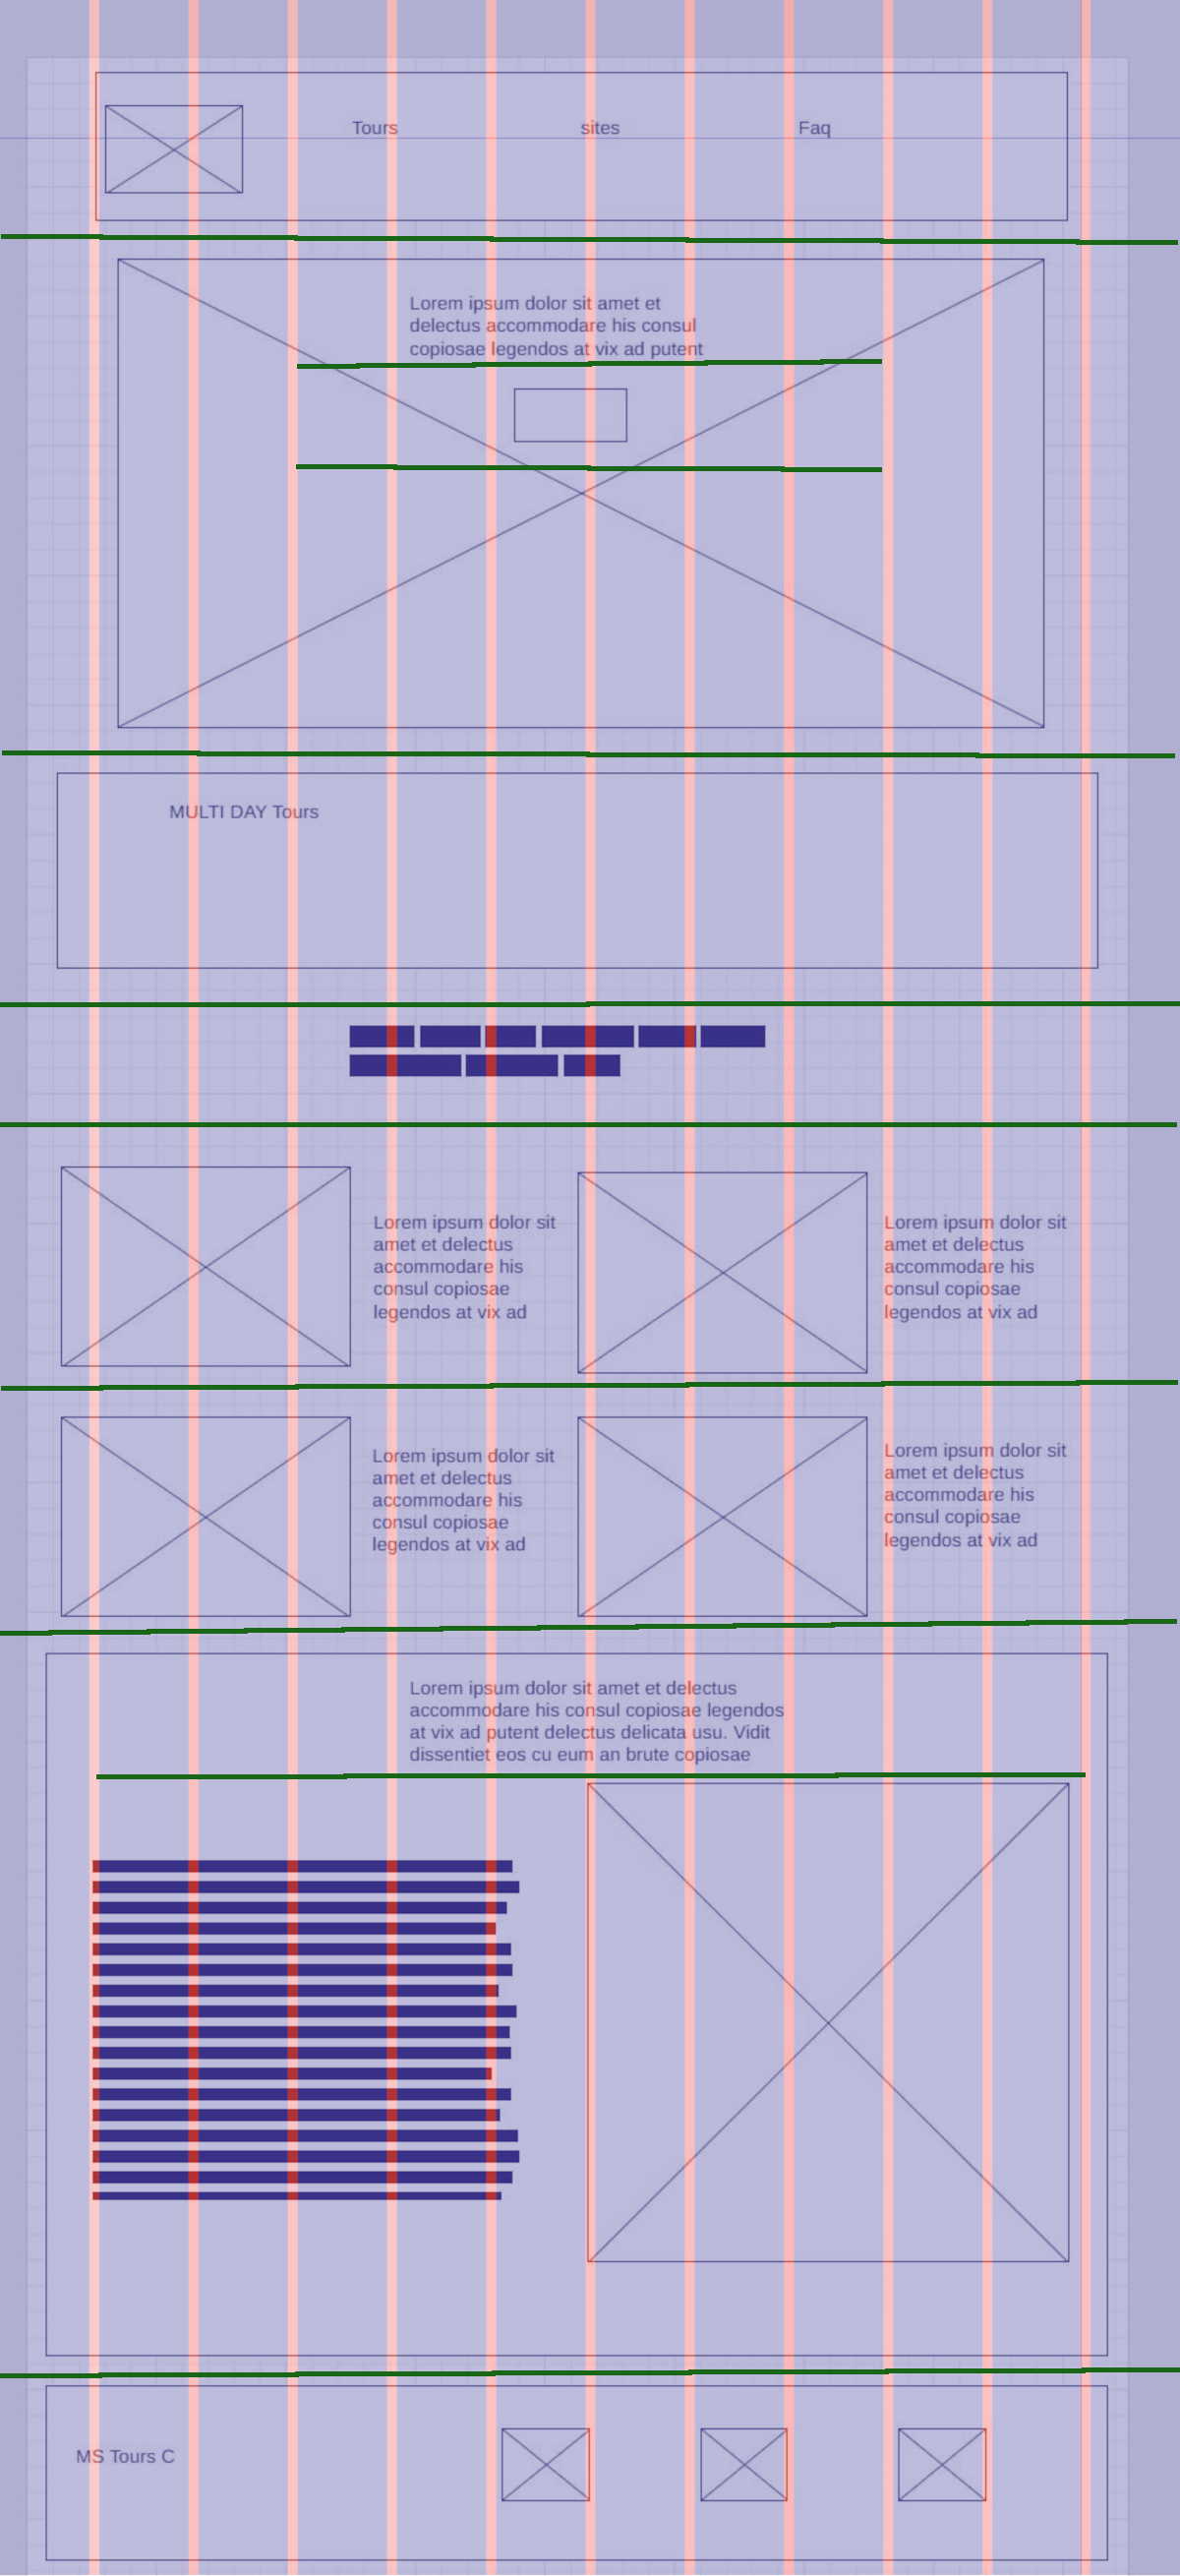 Tours sites Faq
Lorem ipsum dolor sit amet et
delectus accommodare his consul
copiosae legendos at vix ad putent
MULTI DAY Tours
Lorem ipsum dolor sit
amet et delectus
accommodare his
consul copiosae
legendos at vix ad
Lorem ipsum dolor sit
amet et delectus
accommodare his
consul copiosae
legendos at vix ad
Lorem ipsum dolor sit
amet et delectus
accommodare his
consul copiosae
legendos at vix ad
Lorem ipsum dolor sit
amet et delectus
accommodare his
consul copiosae
legendos at vix ad
Lorem ipsum dolor sit amet et delectus
accommodare his consul copiosae legendos
at vix ad putent delectus delicata usu. Vidit
dissentiet eos cu eum an brute copiosae
MS Tours C